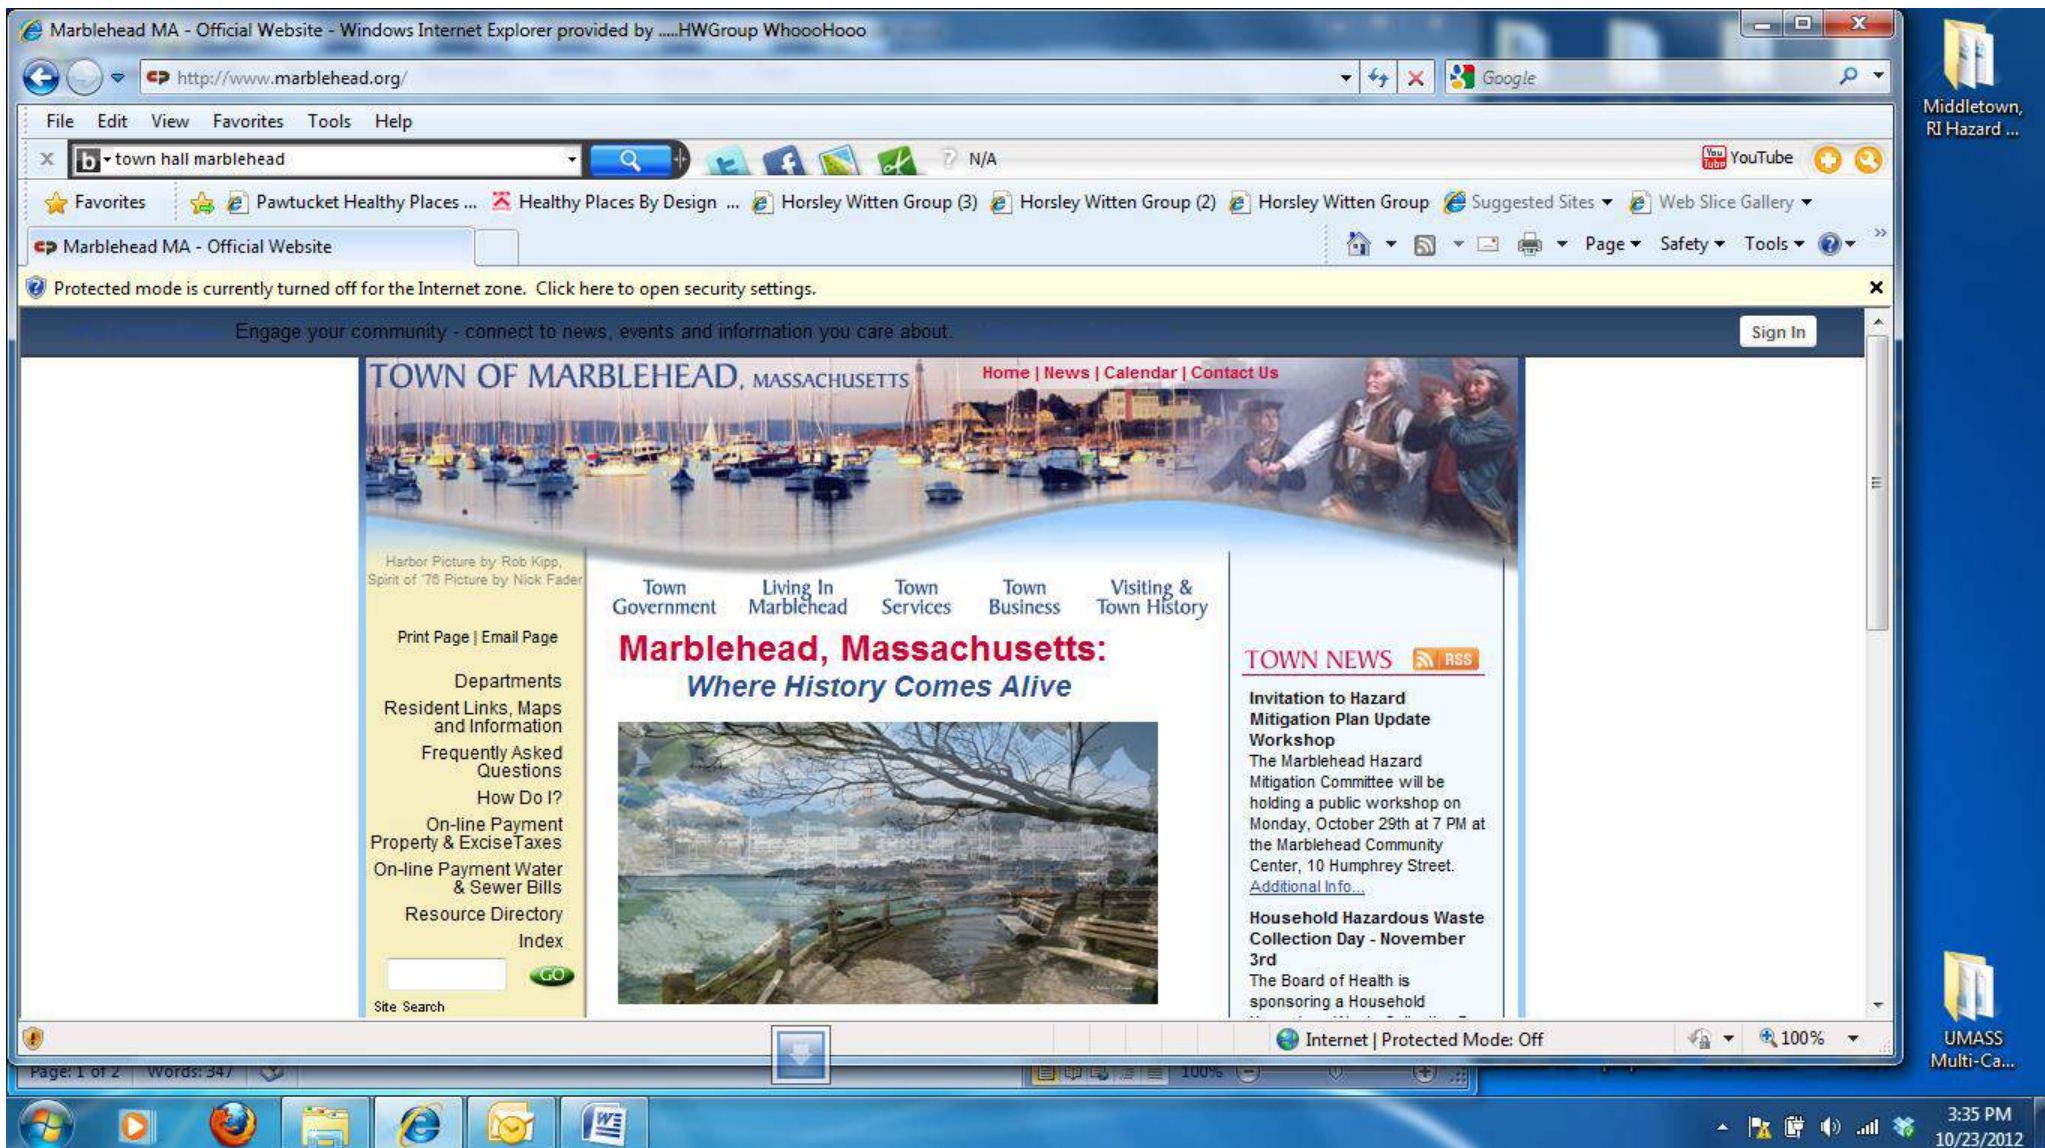 Marblehead MA - Official Website - Windows Internet Explorer provided by .....HWGroup WhoooHooo
http://www.marblehead.org/
Google
File Edit View Favorites Tools Help
b town hall marblehead
N/A
You Tube YouTube
Favorites Pawtucket Healthy Places ... Healthy Places By Design ... Horsley Witten Group (3) Horsley Witten Group (2) Horsley Witten Group Suggested Sites Web Slice Gallery
Marblehead MA - Official Website
Page Safety Tools
Protected mode is currently turned off for the Internet zone. Click here to open security settings.
Engage your community - connect to news, events and information you care about.
Sign In
TOWN OF MARBLEHEAD, MASSACHUSETTS
Home | News | Calendar | Contact Us
Harbor Picture by Rob Kipp,
Spirit of '76 Picture by Nick Fader
Print Page | Email Page
Departments
Resident Links, Maps
and Information
Frequently Asked
Questions
How Do I?
On-line Payment
Property & ExciseTaxes
On-line Payment Water
& Sewer Bills
Resource Directory
Index
GO
Site Search
Town
Government
Living In
Marblehead
Town
Services
Town
Business
Visiting &
Town History
Marblehead, Massachusetts:
Where History Comes Alive
TOWN NEWS RSS
Invitation to Hazard
Mitigation Plan Update
Workshop
The Marblehead Hazard
Mitigation Committee will be
holding a public workshop on
Monday, October 29th at 7 PM at
the Marblehead Community
Center, 10 Humphrey Street.
Additional Info...
Household Hazardous Waste
Collection Day - November
3rd
The Board of Health is
sponsoring a Household
Internet | Protected Mode: Off
100%
Page: 1 of 2 Words: 347
100%
Middletown,
RI Hazard ...
UMASS
Multi-Ca...
3:35 PM
10/23/2012